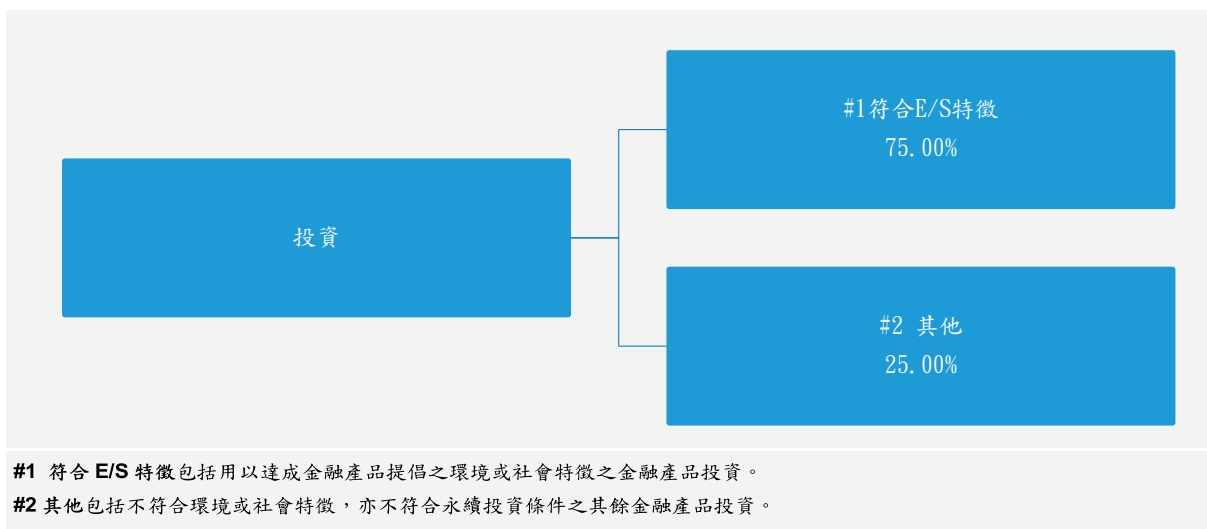 #1符合E/S特徵
75.00%
投資
#2 其他
25.00%
#1 符合 E/S 特徵包括用以達成金融產品提倡之環境或社會特徵之金融產品投資。
#2 其他包括不符合環境或社會特徵，亦不符合永續投資條件之其餘金融產品投資。